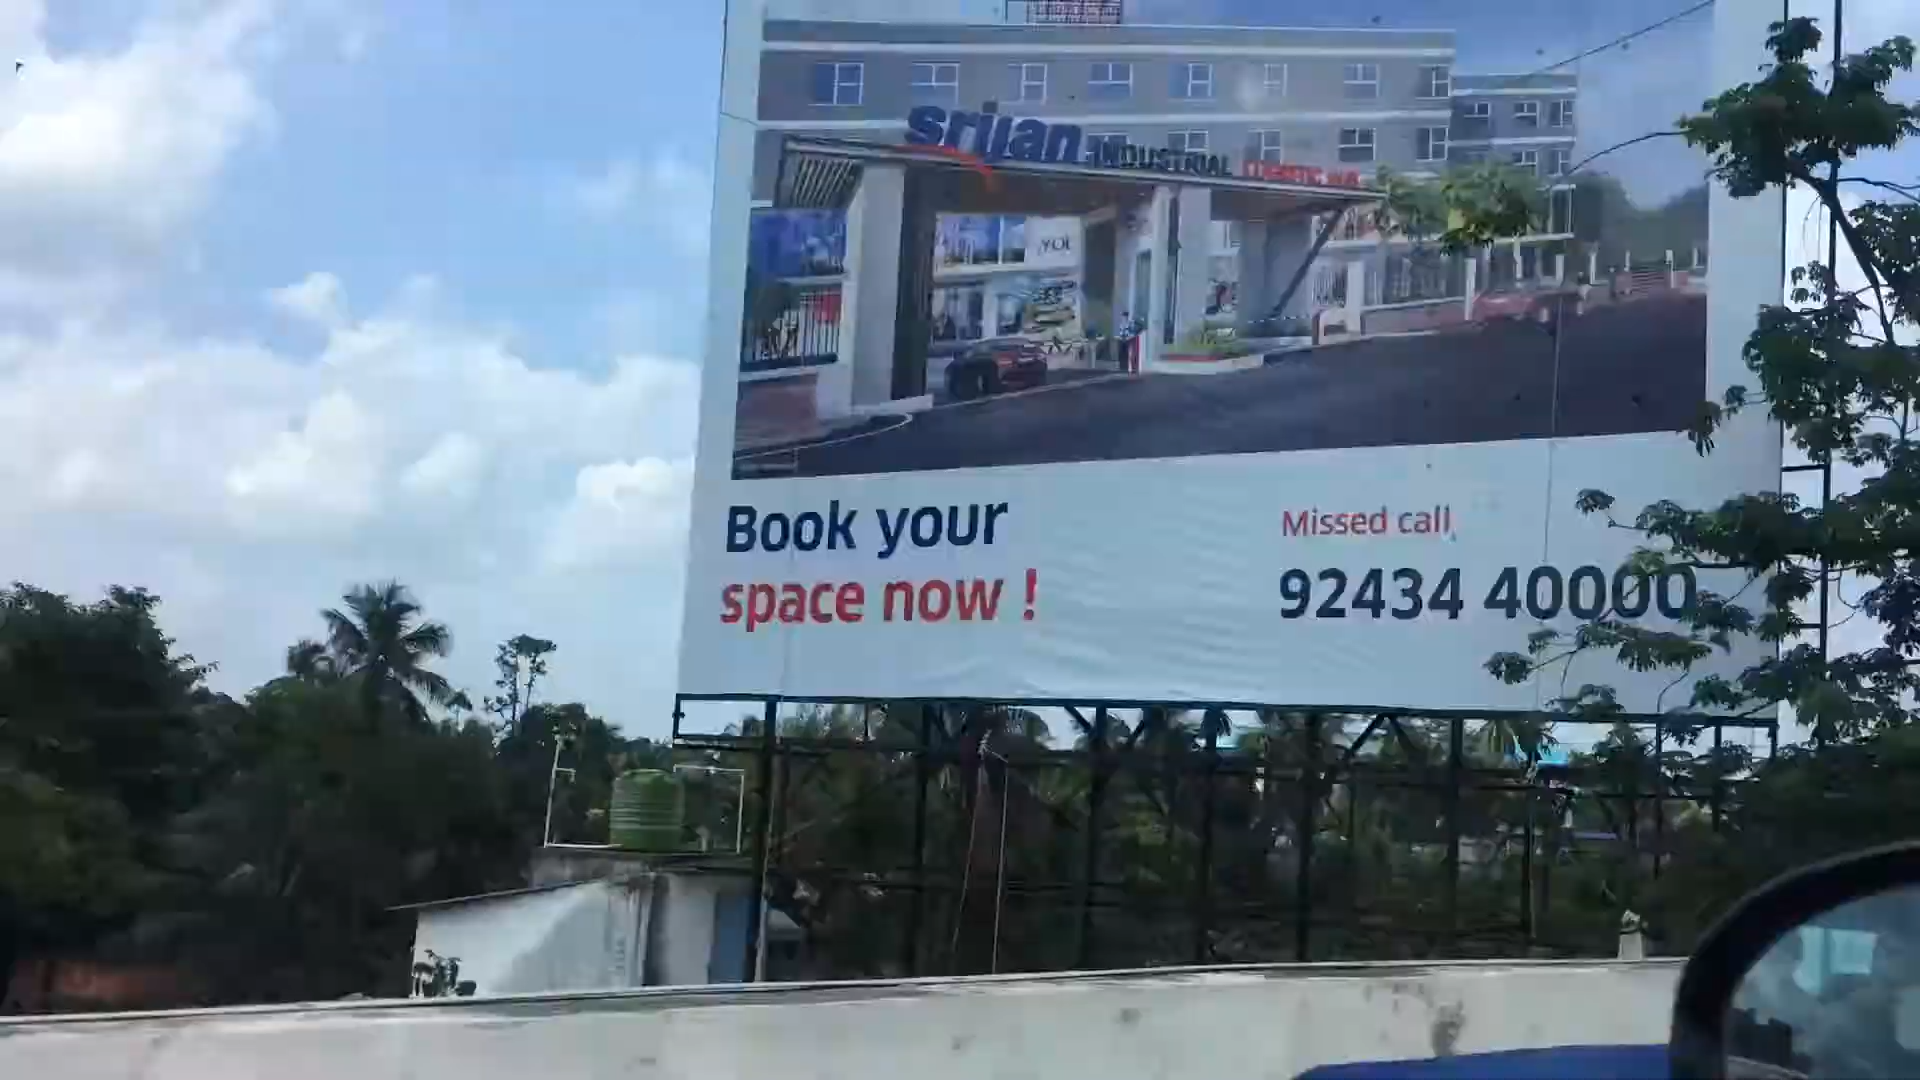 srijan INDUSTRIAL
Book your
space now !
Missed call
92434 40000